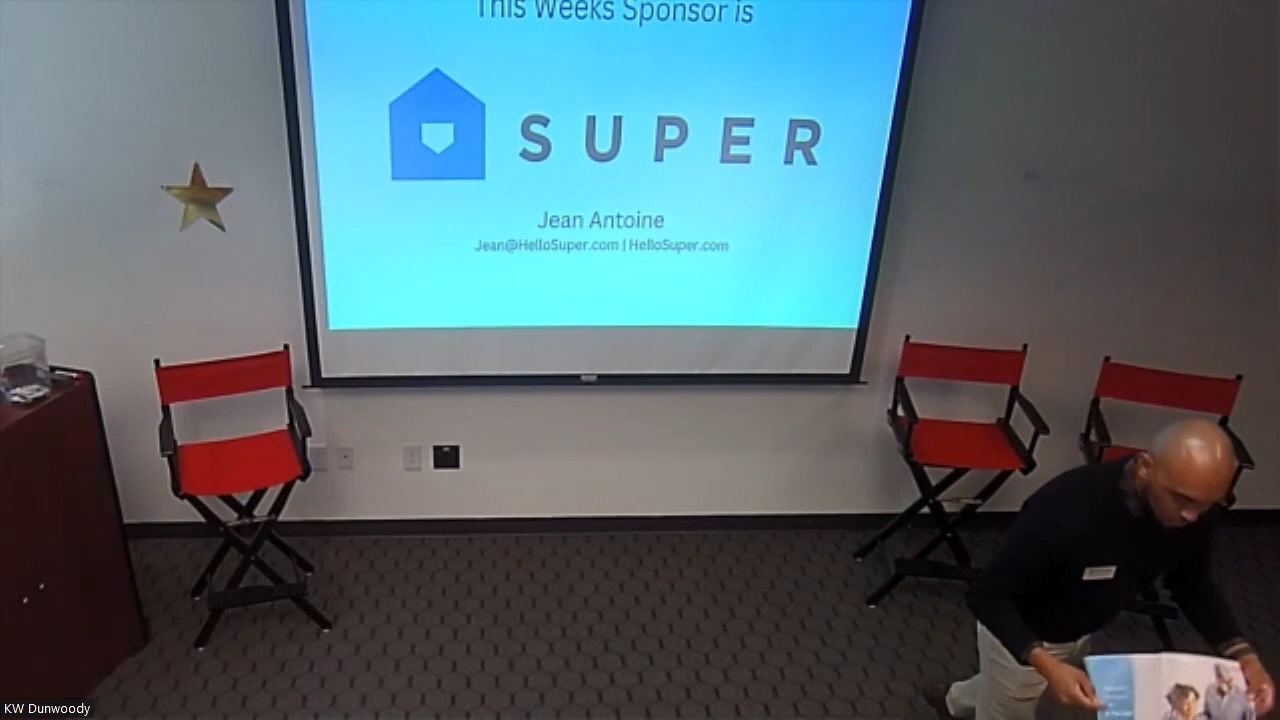 This Weeks Sponsor is
SUPER
Jean Antoine
Jean@HelloSuper.com | HelloSuper.com
KW Dunwoody